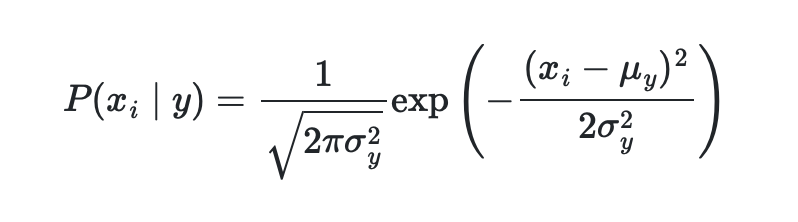 P(x_i | y) = \frac{1}{\sqrt{2\pi\sigma_y^2}} \exp\left(-\frac{(x_i - \mu_y)^2}{2\sigma_y^2}\right)